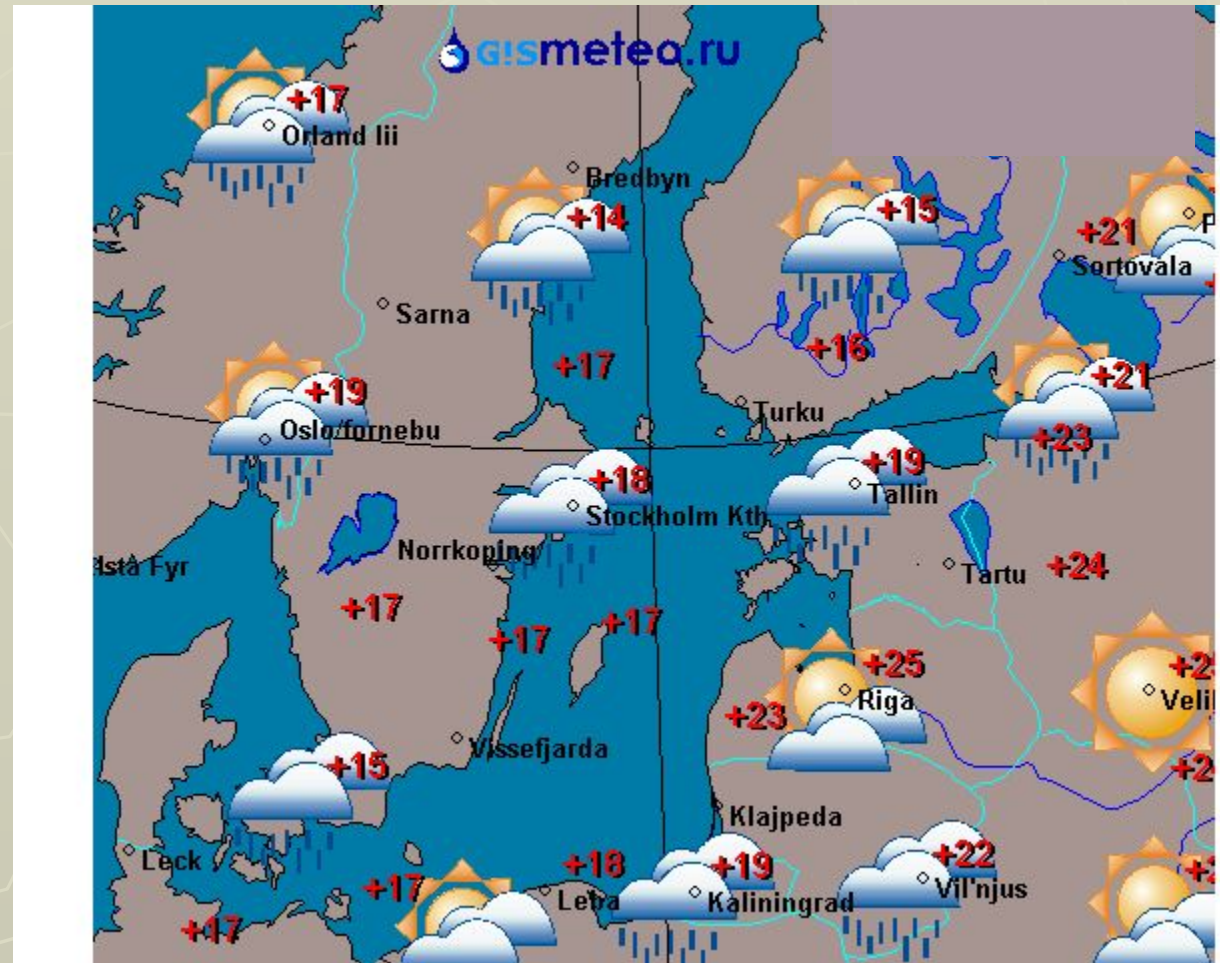 GISmeteo.ru
+17
Orland Iii
Bredbyn
+14
+15
+21
Sortovala
Sarna
+17
+16
+19
+21
Oslo/fornebu
Turku
+23
+18
+19
Stockholm Kth
Tallin
Norrkoping
Tartu
+24
+17
+17
+17
+25
Riga
+23
Vissefjarda
+15
Klajpeda
Leck
+17
+18
Leba
+19
Kaliningrad
+22
Vil'njus
+17